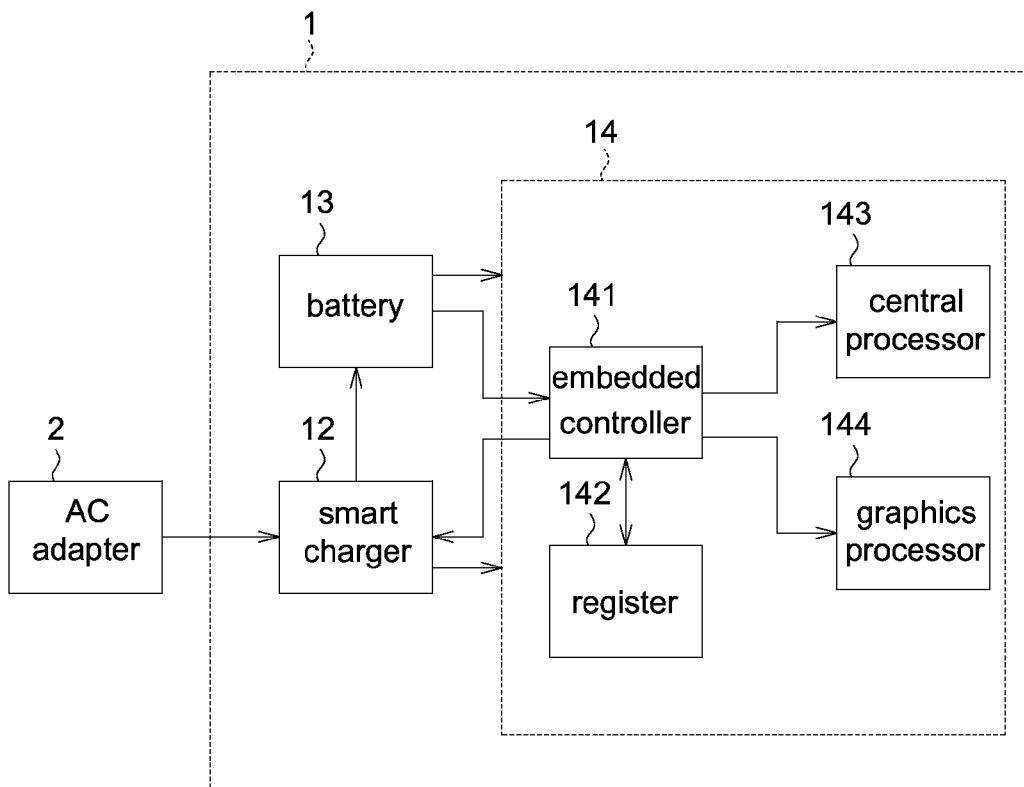 1
14
13
battery
143
central
processor
141
embedded
controller
2
AC
adapter
12
smart
charger
144
graphics
processor
142
register